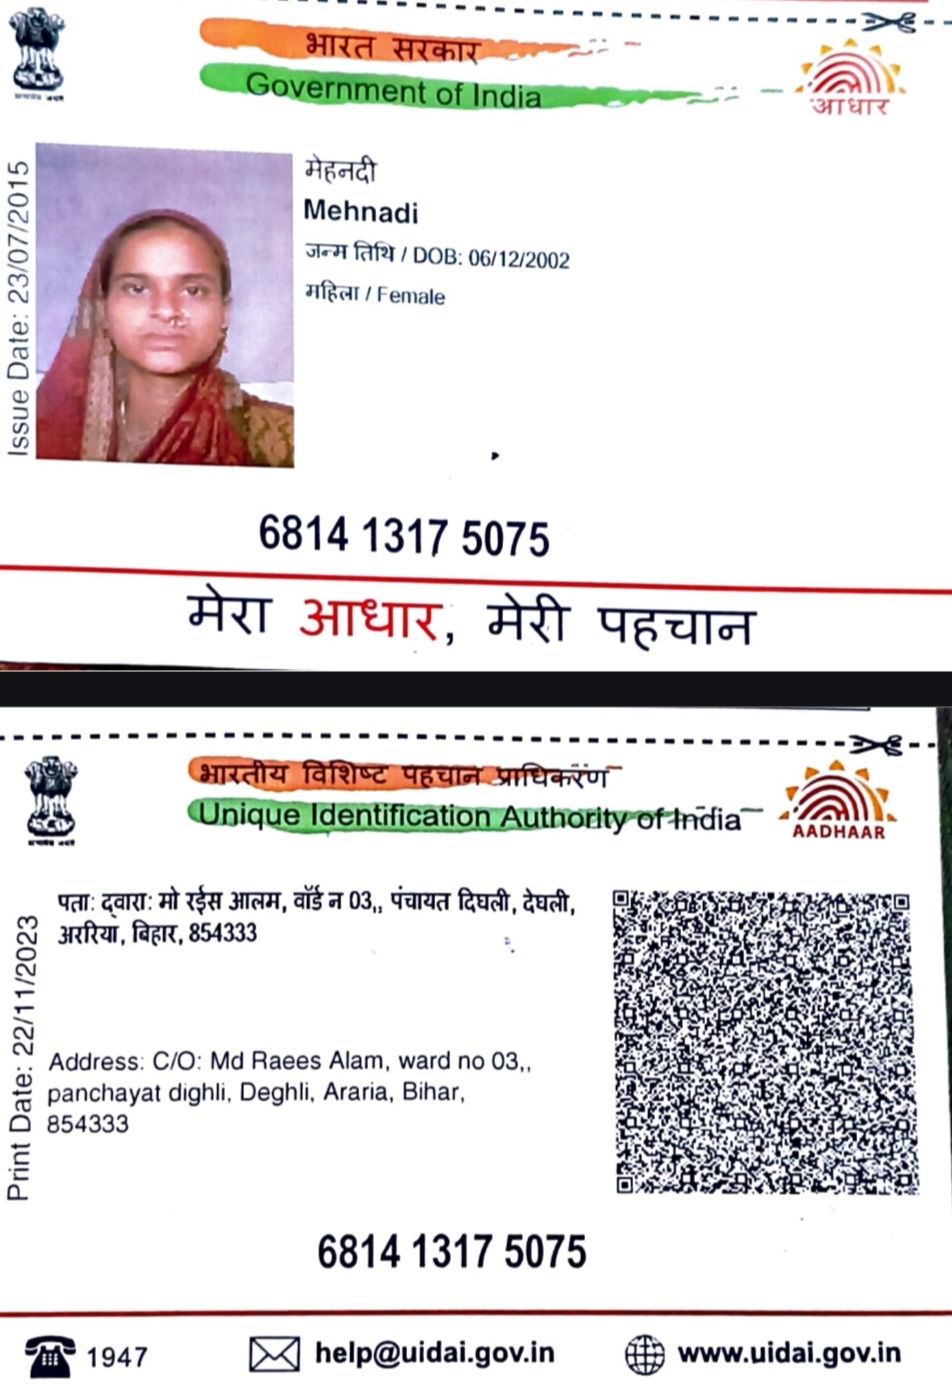 भारत सरकार
Government of India
आधार
Issue Date: 23/07/2015
मेहनदी
Mehnadi
जन्म तिथि / DOB: 06/12/2002
महिला / Female
6814 1317 5075
मेरा आधार, मेरी पहचान
भारतीय विशिष्ट पहचान प्राधिकरण
Unique Identification Authority of India
AADHAAR
Print Date: 22/11/2023
पता: द्वारा: मो रईस आलम, वॉर्ड न 03,, पंचायत दिघली, देघली,
अररिया, बिहार, 854333
Address: C/O: Md Raees Alam, ward no 03,,
panchayat dighli, Deghli, Araria, Bihar,
854333
6814 1317 5075
1947
help@uidai.gov.in
www.uidai.gov.in